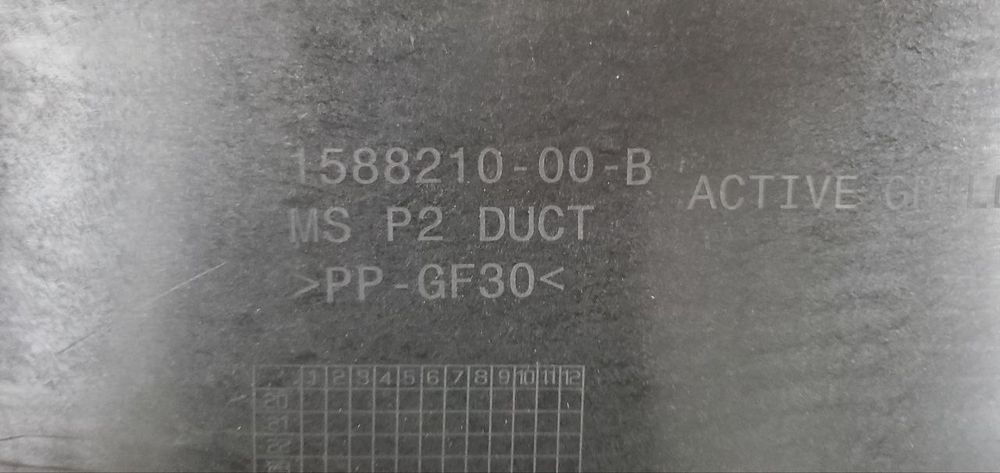 1588210-00-B
MS P2 DUCT
>PP-GF30<
ACTIVE
1 2 3 4 5 6 7 8 9 10 11 12